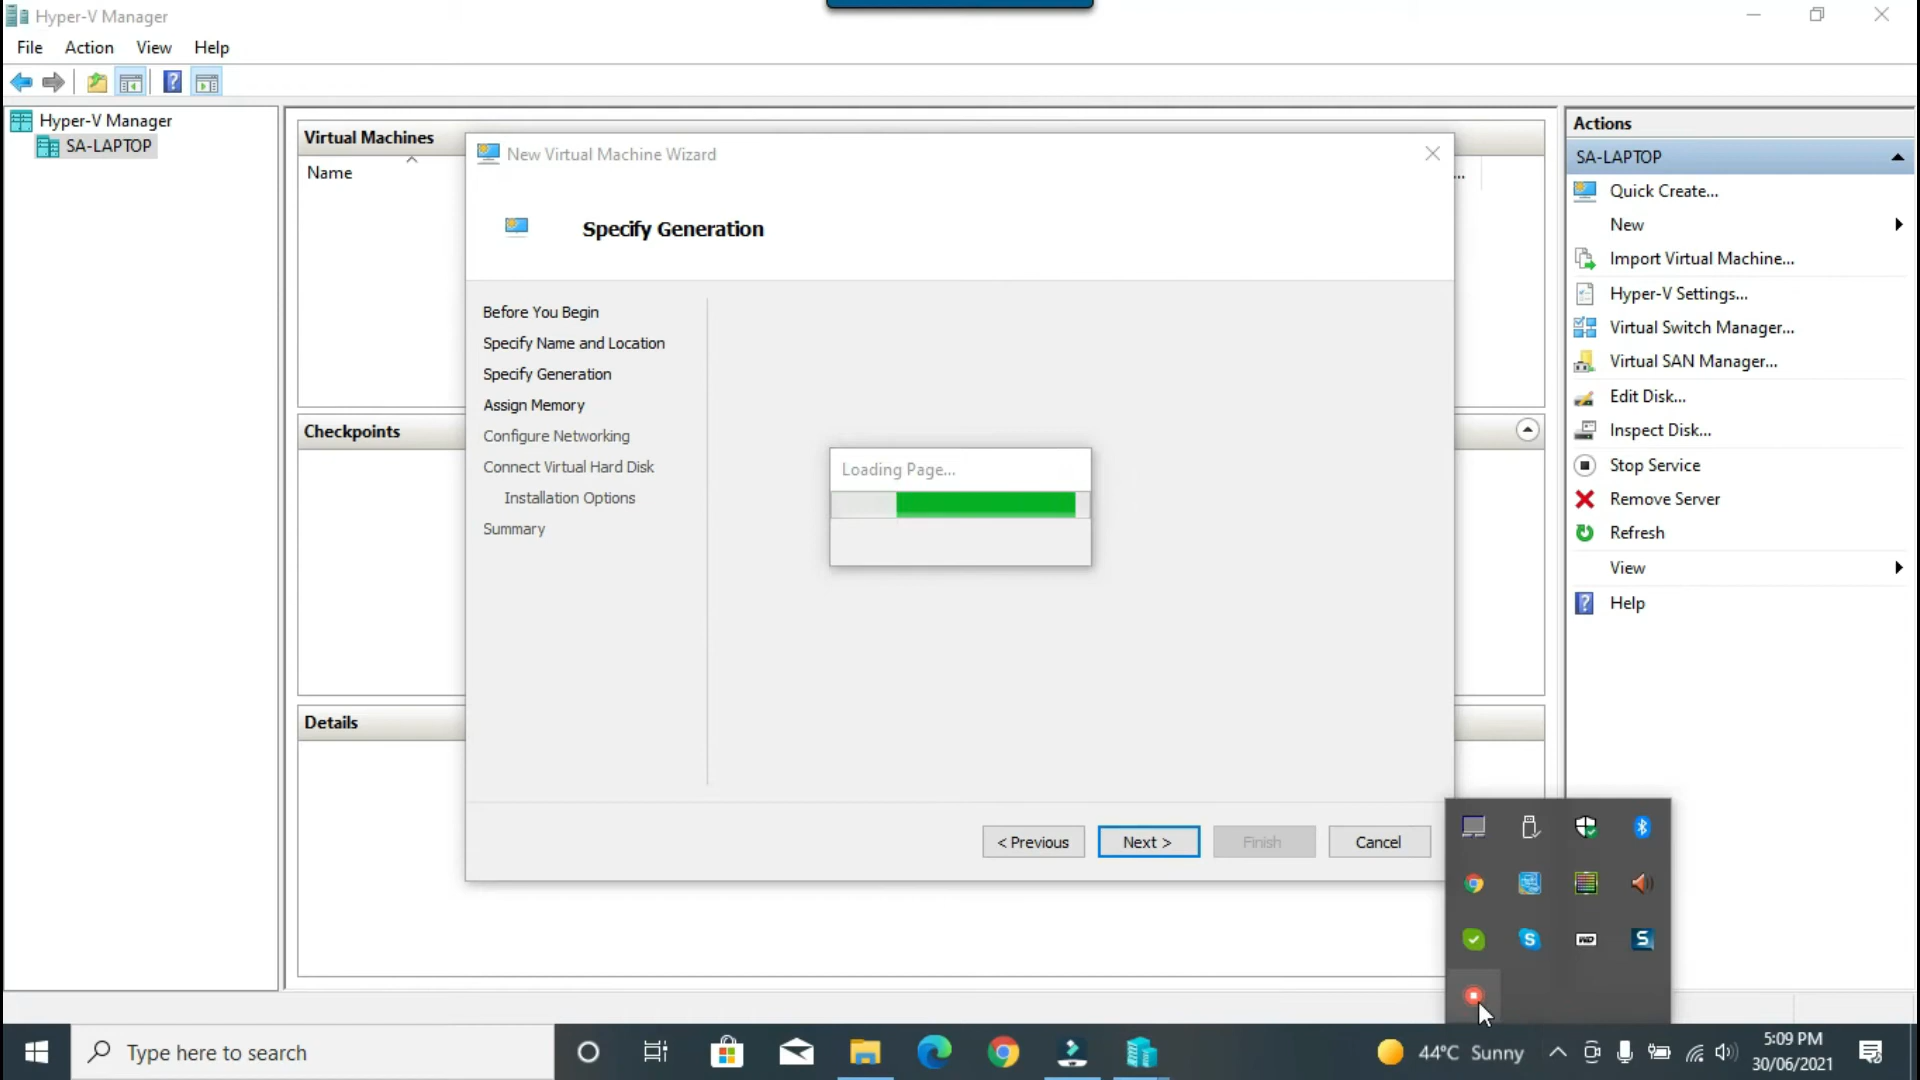 Hyper-V Manager
File Action View Help
Hyper-V Manager
SA-LAPTOP
Virtual Machines
Name
...
Checkpoints
Details
New Virtual Machine Wizard
Specify Generation
Before You Begin
Specify Name and Location
Specify Generation
Assign Memory
Configure Networking
Connect Virtual Hard Disk
Installation Options
Summary
Loading Page...
< Previous
Next >
Finish
Cancel
Actions
SA-LAPTOP
Quick Create...
New
Import Virtual Machine...
Hyper-V Settings...
Virtual Switch Manager...
Virtual SAN Manager...
Edit Disk...
Inspect Disk...
Stop Service
Remove Server
Refresh
View
Help
Type here to search
44°C Sunny
5:09 PM
30/06/2021